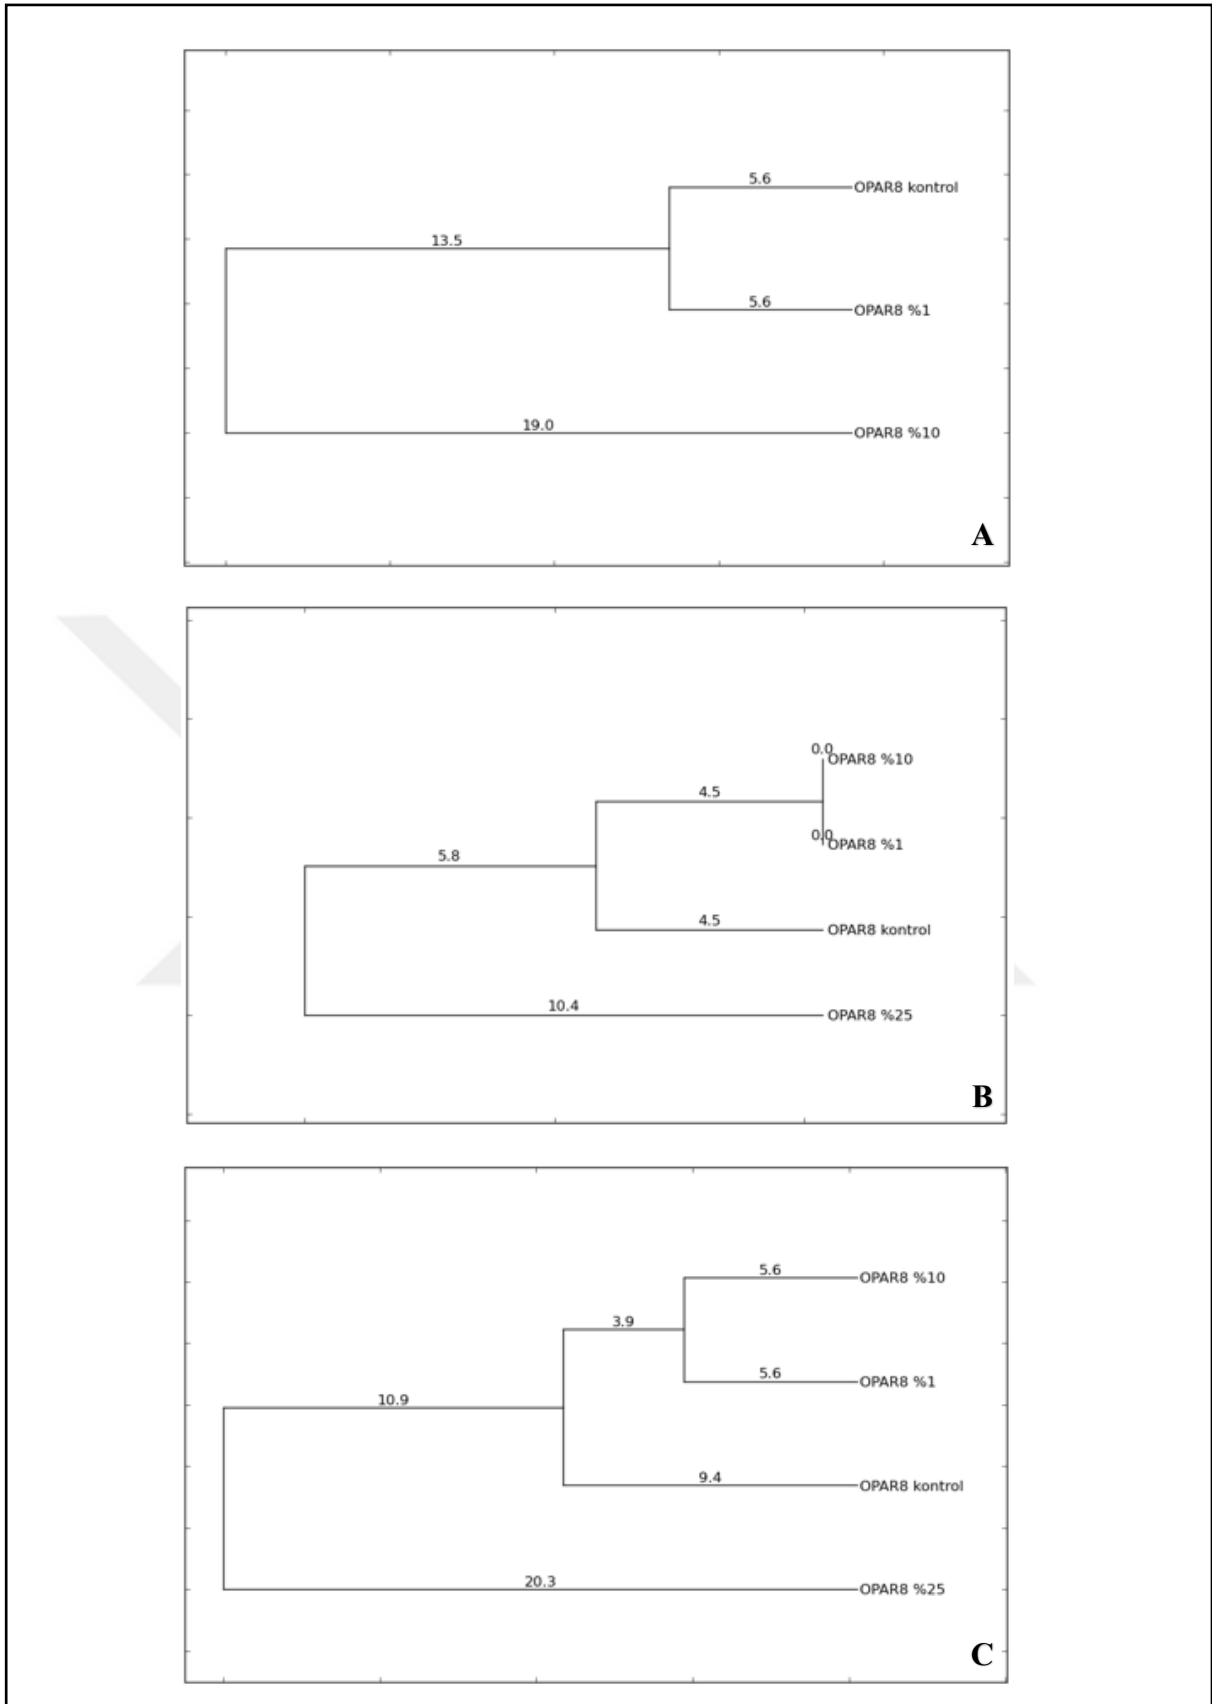 5.6
OPAR8 kontrol
13.5
5.6
OPAR8 %1
19.0
OPAR8 %10
A
0.0
OPAR8 %10
4.5
0.0
OPAR8 %1
5.8
4.5
OPAR8 kontrol
10.4
OPAR8 %25
B
5.6
OPAR8 %10
3.9
5.6
OPAR8 %1
10.9
9.4
OPAR8 kontrol
20.3
OPAR8 %25
C